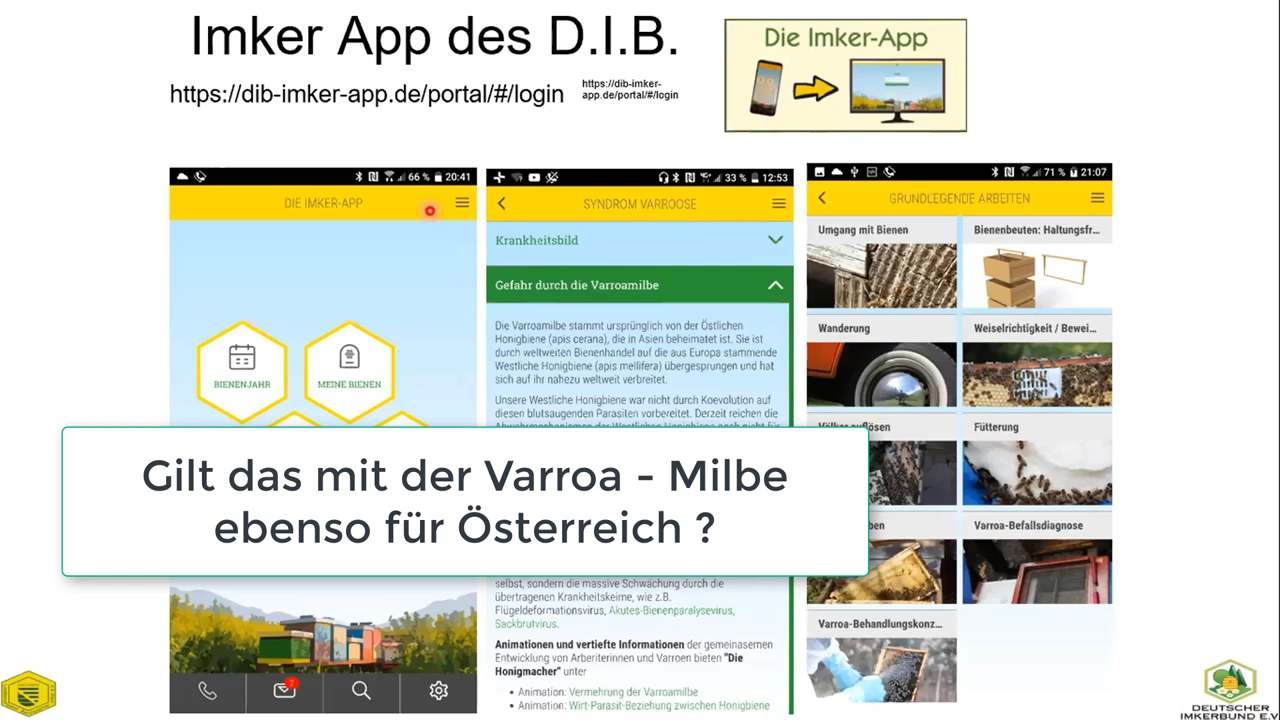 Imker App des D.I.B.
https://dib-imker-app.de/portal/#/login
https://dib-imker-
app.de/portal/#/login
Die Imker-App
66 % 20:41
DIE IMKER-APP
BIENENJAHR
MEINE BIENEN
2
33 % 12:53
SYNDROM VARROOSE
Krankheitsbild
Gefahr durch die Varroamilbe
Die Varroamilbe stammt ursprünglich von der Östlichen
Honigbiene (apis cerana), die in Asien beheimatet ist. Sie ist
durch weltweiten Bienenhandel auf die aus Europa stammende
Westliche Honigbiene (apis mellifera) übergesprungen und hat
sich auf ihr nahezu weltweit verbreitet.
Unsere Westliche Honigbiene war nicht durch Koevolution auf
diesen blutsaugenden Parasiten vorbereitet. Derzeit reichen die
Gilt das mit der Varroa - Milbe
ebenso für Österreich ?
selbst, sondern die massive Schwächung durch die
übertragenen Krankheitskeime, wie z.B.
Flügeldeformationsvirus, Akutes-Bienenparalysevirus,
Sackbrutvirus.
Animationen und vertiefte Informationen der gemeinasemen
Entwicklung von Arbeiterinnen und Varroen bieten "Die
Honigmacher" unter
• Animation: Vermehrung der Varroamilbe
• Animation: Wirt-Parasit-Beziehung zwischen Honigbiene
71 % 21:07
GRUNDLEGENDE ARBEITEN
Umgang mit Bienen
Bienenbeuten: Haltungsfr...
Wanderung
Weiselrichtigkeit / Bewei...
Fütterung
Varroa-Befallsdiagnose
Varroa-Behandlungskonz...
DEUTSCHER
IMKERBUND E.V.